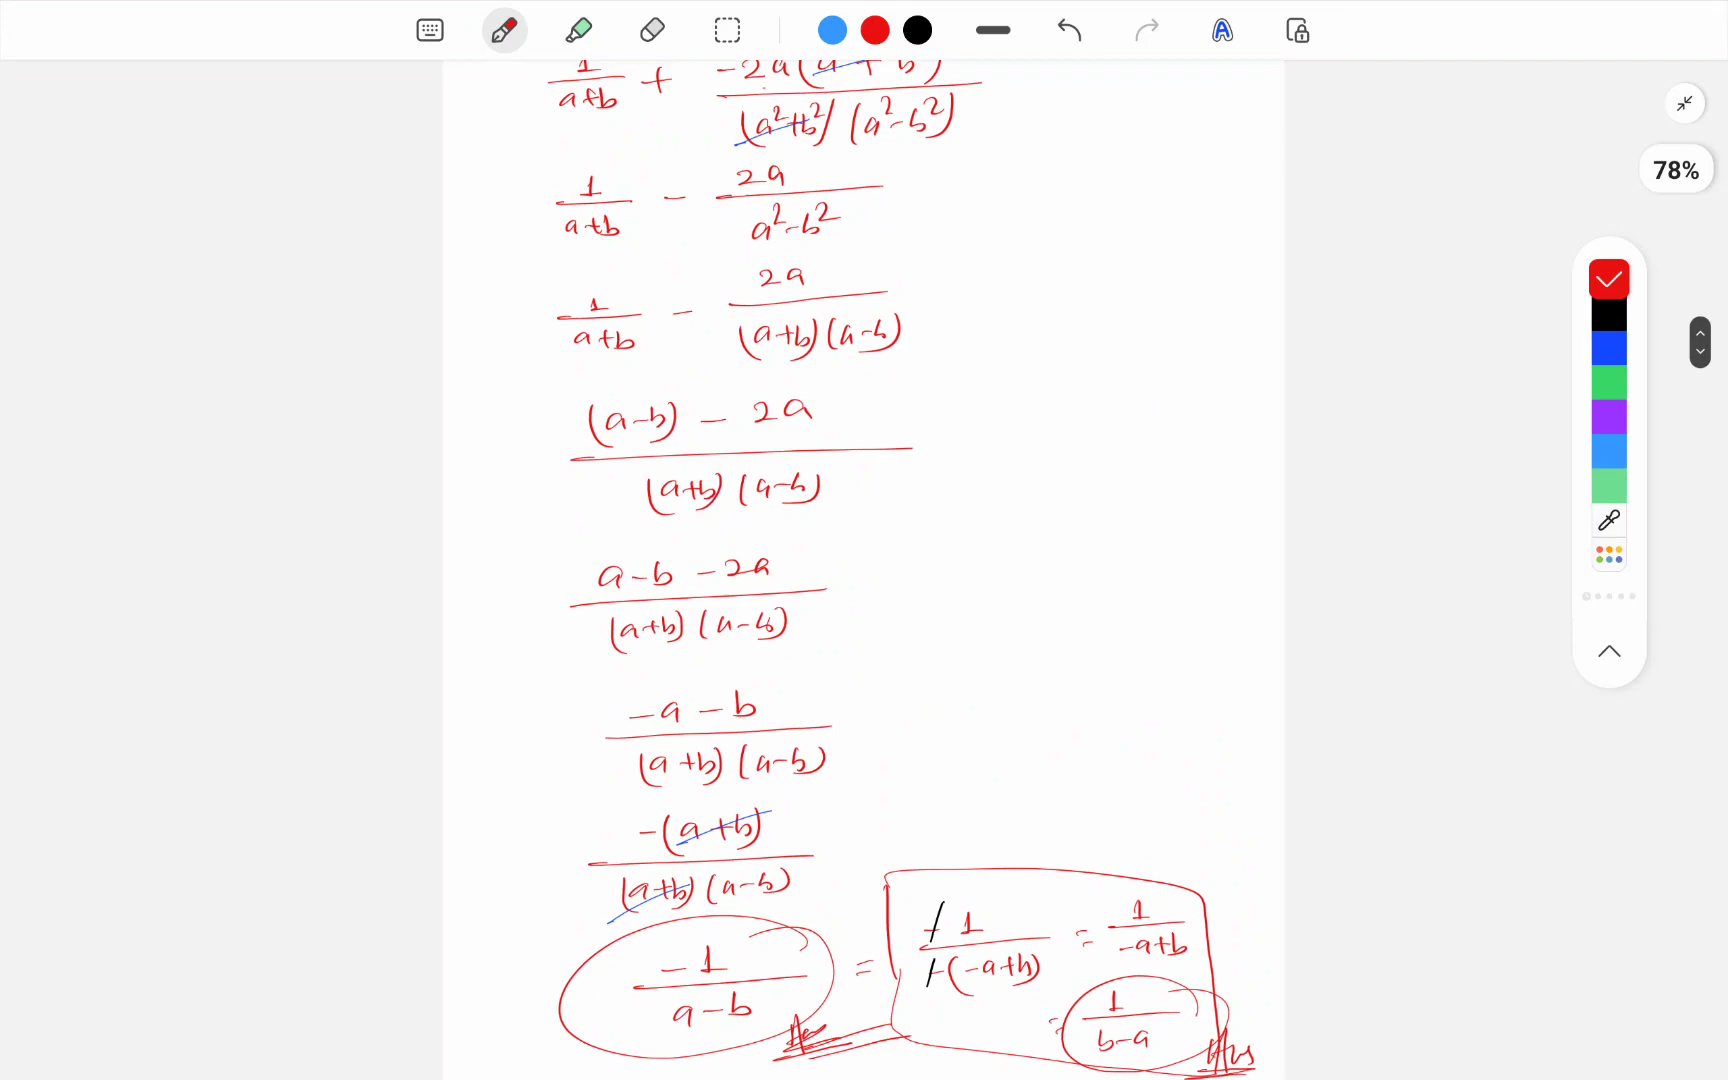 78%
1/(a+b) + -2a(a + b)/(a²+b²)(a²-b²)
1/(a+b) - 2a/(a²-b²)
1/(a+b) - 2a/(a+b)(a-b)
(a-b) - 2a/(a+b)(a-b)
a-b-2a/(a+b)(a-b)
-a-b/(a+b)(a-b)
-(a+b)/(a+b)(a-b)
-1/(a-b) = -1/-(-a+b) = 1/(-a+b)
= 1/(b-a)
Ans